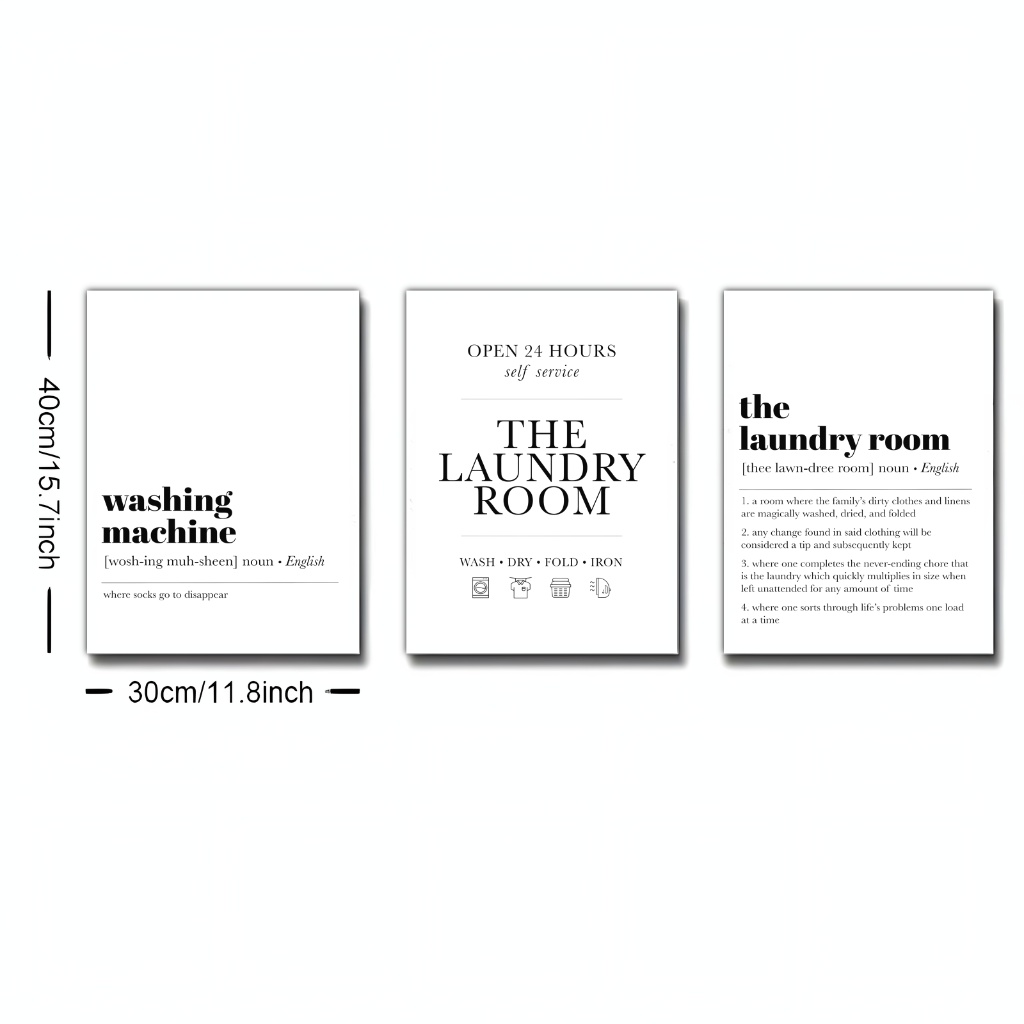 40cm/15.7inch
washing
machine
[wosh-ing muh-sheen] noun • English
where socks go to disappear
30cm/11.8inch
OPEN 24 HOURS
self service
THE
LAUNDRY
ROOM
WASH • DRY • FOLD • IRON
the
laundry room
[thee lawn-dree room] noun • English
1. a room where the family's dirty clothes and linens
are magically washed, dried, and folded
2. any change found in said clothing will be
considered a tip and subsequently kept
3. where one completes the never-ending chore that
is the laundry which quickly multiplies in size when
left unattended for any amount of time
4. where one sorts through life's problems one load
at a time